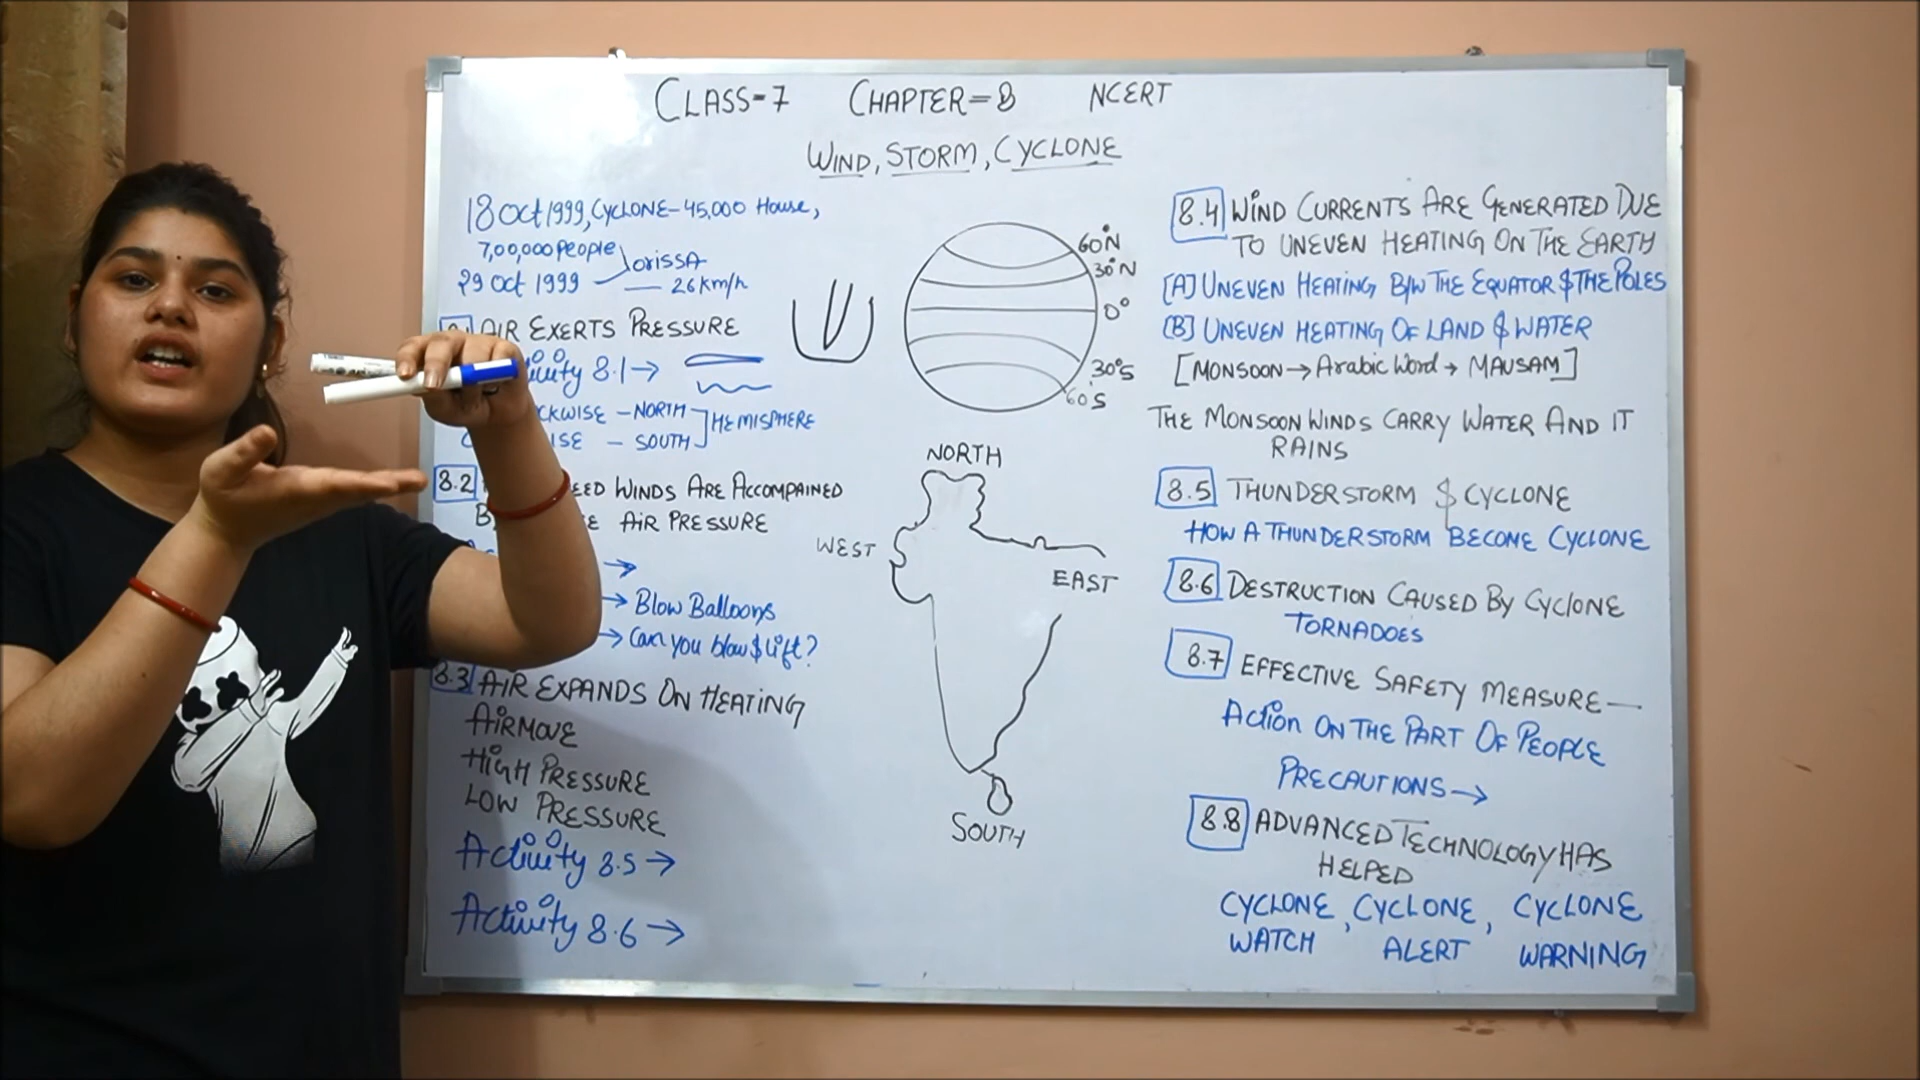 CLASS-7 CHAPTER=8 NCERT
WIND, STORM, CYCLONE
18 Oct 1999, CYCLONE-45,000 House,
7,00,000 People
ORISSA
29 Oct 1999 — 26 km/h
AIR EXERTS PRESSURE
8.1→
CKWISE - NORTH
ISE - SOUTH
HEMISPHERE
8.2 EED WINDS ARE ACCOMPAINED
AIR PRESSURE
→
→ Blow Balloons
→ Can you blow & lift?
8.3 AIR EXPANDS ON HEATING
AIRMOVE
HIGH PRESSURE
LOW PRESSURE
Activity 8.5 →
Activity 8.6 →
60°N
30°N
0°
30°S
60°S
NORTH
WEST
EAST
SOUTH
8.4 WIND CURRENTS ARE GENERATED DUE
TO UNEVEN HEATING ON THE EARTH
[A] UNEVEN HEATING B/W THE EQUATOR & THE POLES
[B] UNEVEN HEATING OF LAND & WATER
[MONSOON → Arabic Word → MAUSAM]
THE MONSOON WINDS CARRY WATER AND IT
RAINS
8.5 THUNDERSTORM & CYCLONE
HOW A THUNDERSTORM BECOME CYCLONE
8.6 DESTRUCTION CAUSED BY CYCLONE
TORNADOES
8.7 EFFECTIVE SAFETY MEASURE—
Action ON THE PART OF PEOPLE
PRECAUTIONS →
8.8 ADVANCED TECHNOLOGY HAS
HELPED
CYCLONE WATCH, CYCLONE ALERT, CYCLONE WARNING